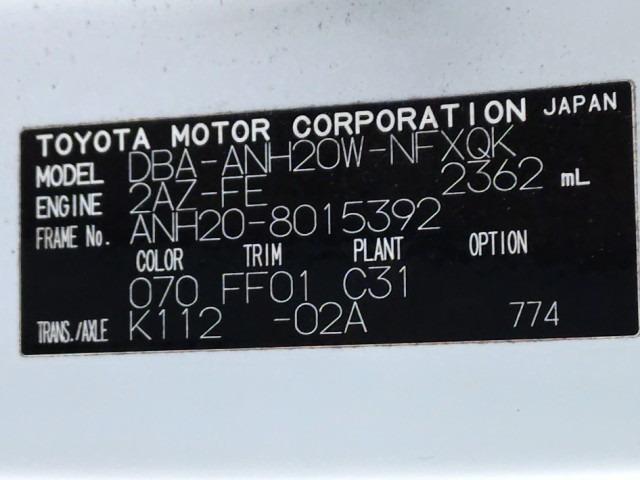 TOYOTA MOTOR CORPORATION JAPAN
MODEL DBA-ANH20W-NFXQK
ENGINE 2AZ-FE 2362 mL
FRAME No. ANH20-8015392
COLOR TRIM PLANT OPTION
070 FF01 C31
TRANS./AXLE K112 -02A 774